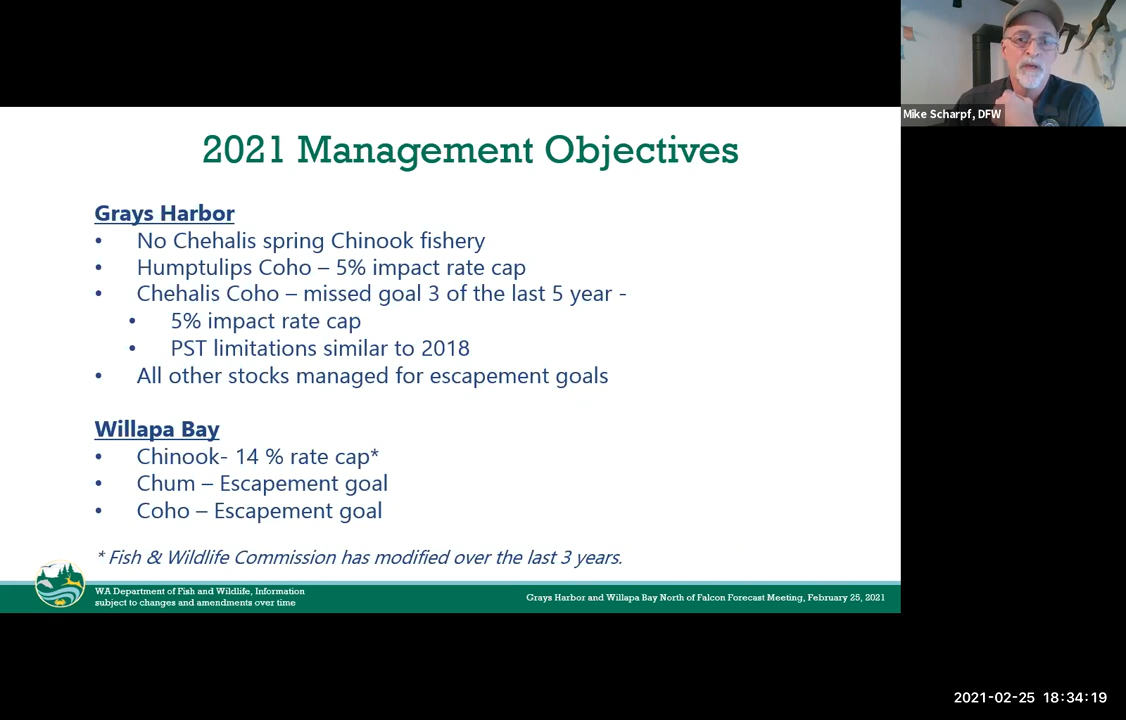 Mike Scharpf, DFW
2021 Management Objectives
Grays Harbor
• No Chehalis spring Chinook fishery
• Humptulips Coho – 5% impact rate cap
• Chehalis Coho – missed goal 3 of the last 5 year -
• 5% impact rate cap
• PST limitations similar to 2018
• All other stocks managed for escapement goals
Willapa Bay
• Chinook- 14 % rate cap*
• Chum – Escapement goal
• Coho – Escapement goal
* Fish & Wildlife Commission has modified over the last 3 years.
WA Department of Fish and Wildlife, Information
subject to changes and amendments over time
Grays Harbor and Willapa Bay North of Falcon Forecast Meeting, February 25, 2021
2021-02-25 18:34:19